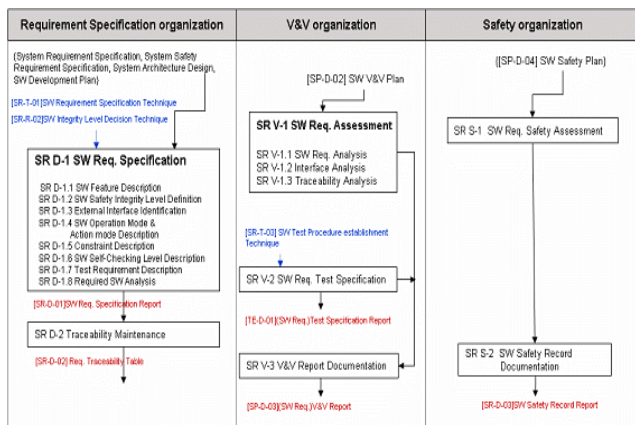 Requirement Specification organization
V&V organization
Safety organization
(System Requirement Specification, System Safety
Requirement Specification, System Architecture Design,
SW Development Plan)
[SR-T-01]SW Requirement Specification Technique
[SR-R-02]SW Integrity Level Decision Technique
SR D-1 SW Req. Specification
SR D-1.1 SW Feature Description
SR D-1.2 SW Safety Integrity Level Definition
SR D-1.3 External Interface Identification
SR D-1.4 SW Operation Mode &
Action mode Description
SR D-1.5 Constraint Description
SR D-1.6 SW Self-Checking Level Description
SR D-1.7 Test Requirement Description
SR D-1.8 Required SW Analysis
[SR-D-01]SW Req. Specification Report
SR D-2 Traceability Maintenance
[SR-D-02] Req. Traceability Table
[SP-D-02] SW V&V Plan
SR V-1 SW Req. Assessment
SR V-1.1 SW Req. Analysis
SR V-1.2 Interface Analysis
SR V-1.3 Traceability Analysis
[SR-T-03] SW Test Procedure establishment
Technique
SR V-2 SW Req. Test Specification
[TE-D-01](SW Req.)Test Specification Report
SR V-3 V&V Report Documentation
[SP-D-03](SW Req.)V&V Report
([SP-D-04] SW Safety Plan)
SR S-1 SW Req. Safety Assessment
SR S-2 SW Safety Record
Documentation
[SR-D-03]SW Safety Record Report